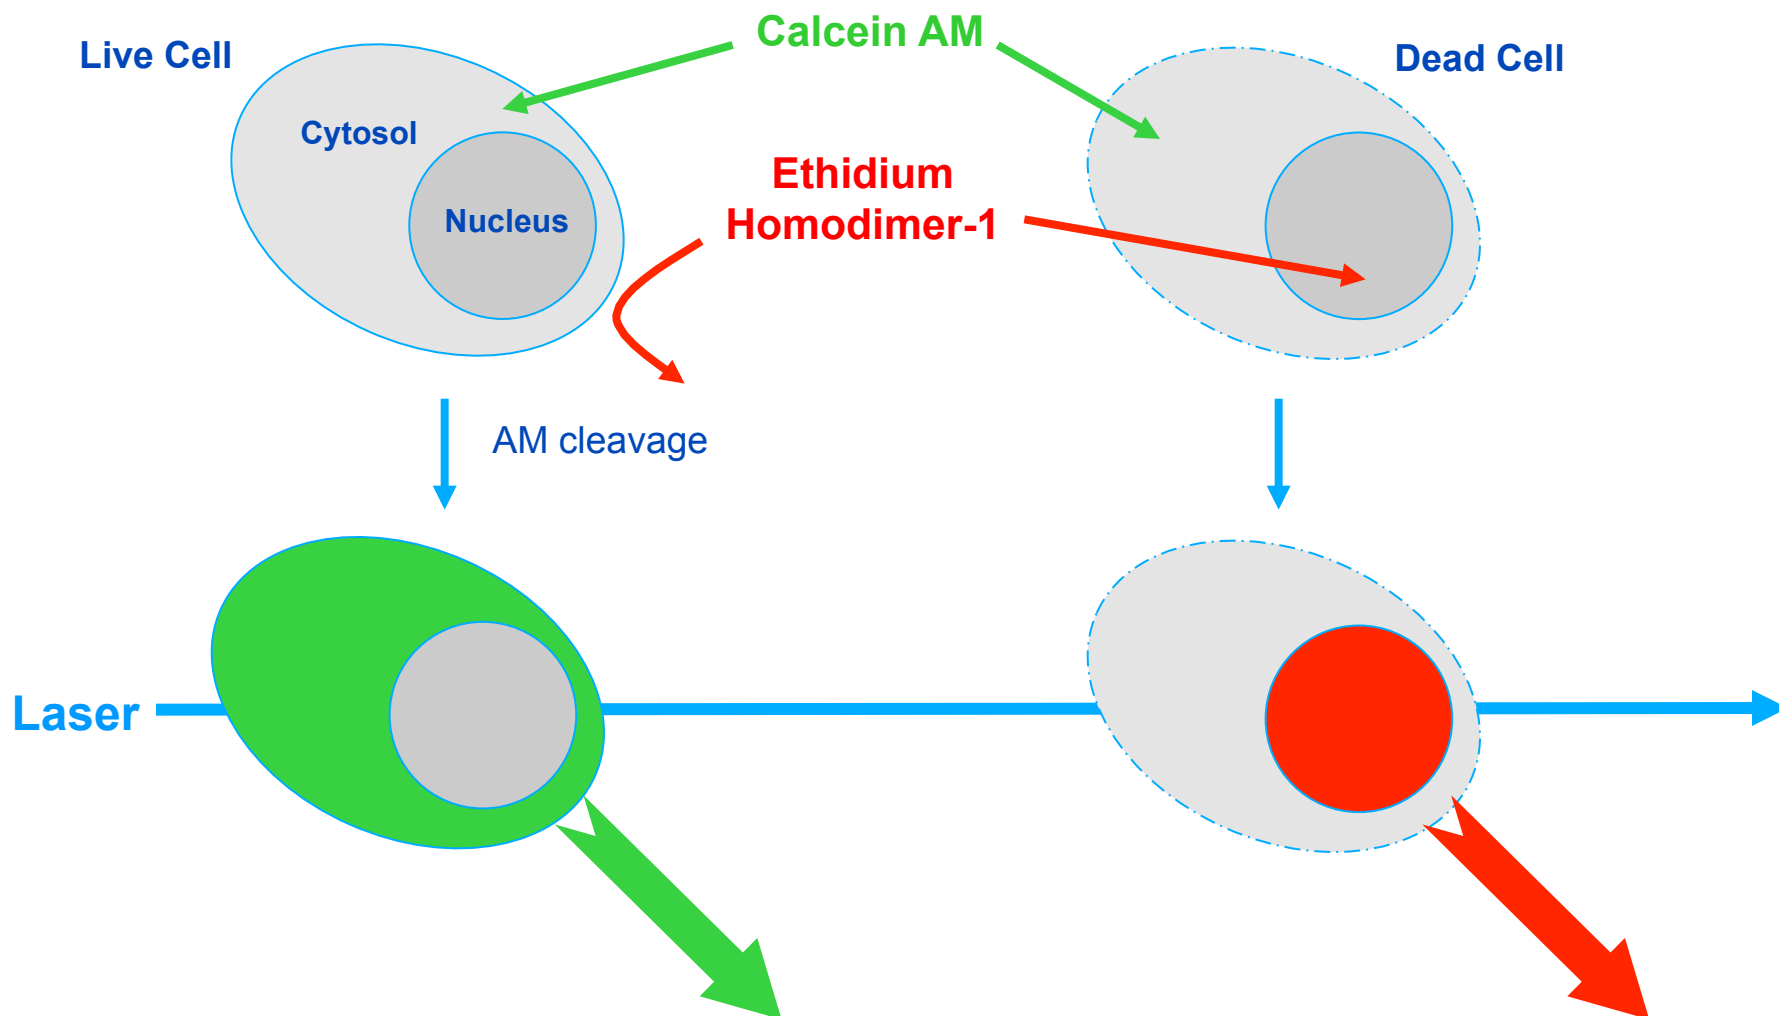 Calcein AM
Live Cell
Dead Cell
Cytosol
Ethidium
Homodimer-1
Nucleus
AM cleavage
Laser